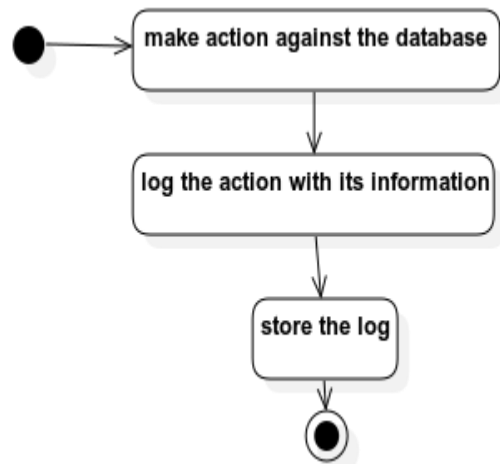 make action against the database
log the action with its information
store the log